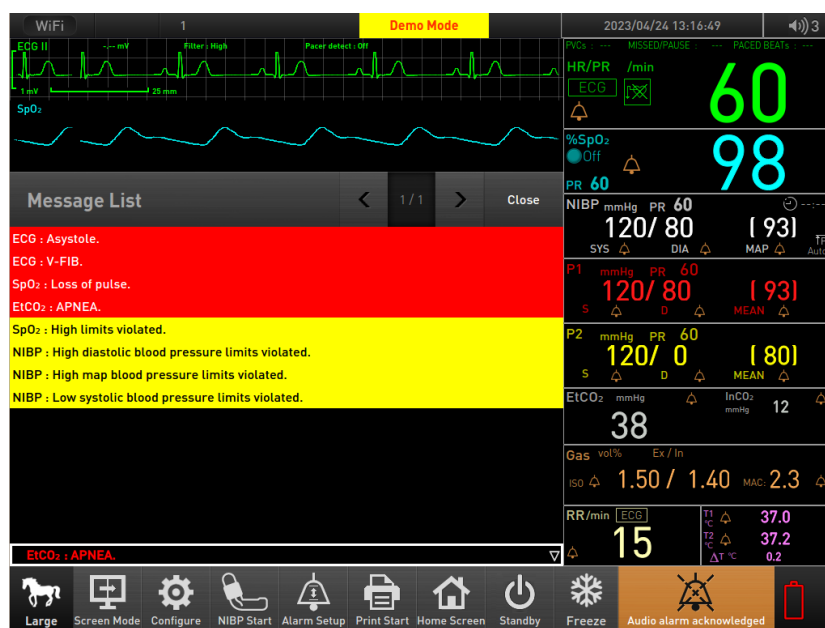 WiFi 1 Demo Mode 2023/04/24 13:16:49 3
ECG II -.-- mV Filter : High Pacer detect : Off
1 mV 25 mm
SpO₂
PVCs : --- MISSED/PAUSE : --- PACED BEATs : ---
HR/PR /min
ECG
60
%SpO₂
Off
98
PR 60
Message List 1/1 Close
ECG : Asystole.
ECG : V-FIB.
SpO₂ : Loss of pulse.
EtCO₂ : APNEA.
SpO₂ : High limits violated.
NIBP : High diastolic blood pressure limits violated.
NIBP : High map blood pressure limits violated.
NIBP : Low systolic blood pressure limits violated.
EtCO₂ : APNEA.
NIBP mmHg PR 60 --:--
120/ 80 ( 93)
SYS DIA MAP Auto
P1 mmHg PR 60
120/ 80 ( 93)
S D MEAN
P2 mmHg PR 60
120/ 0 ( 80)
S D MEAN
EtCO₂ mmHg InCO₂ mmHg 12
38
Gas vol% Ex / In
ISO 1.50 / 1.40 MAC: 2.3
RR/min ECG
15
T1 °C 37.0
T2 °C 37.2
ΔT °C 0.2
Large Screen Mode Configure NIBP Start Alarm Setup Print Start Home Screen Standby Freeze Audio alarm acknowledged